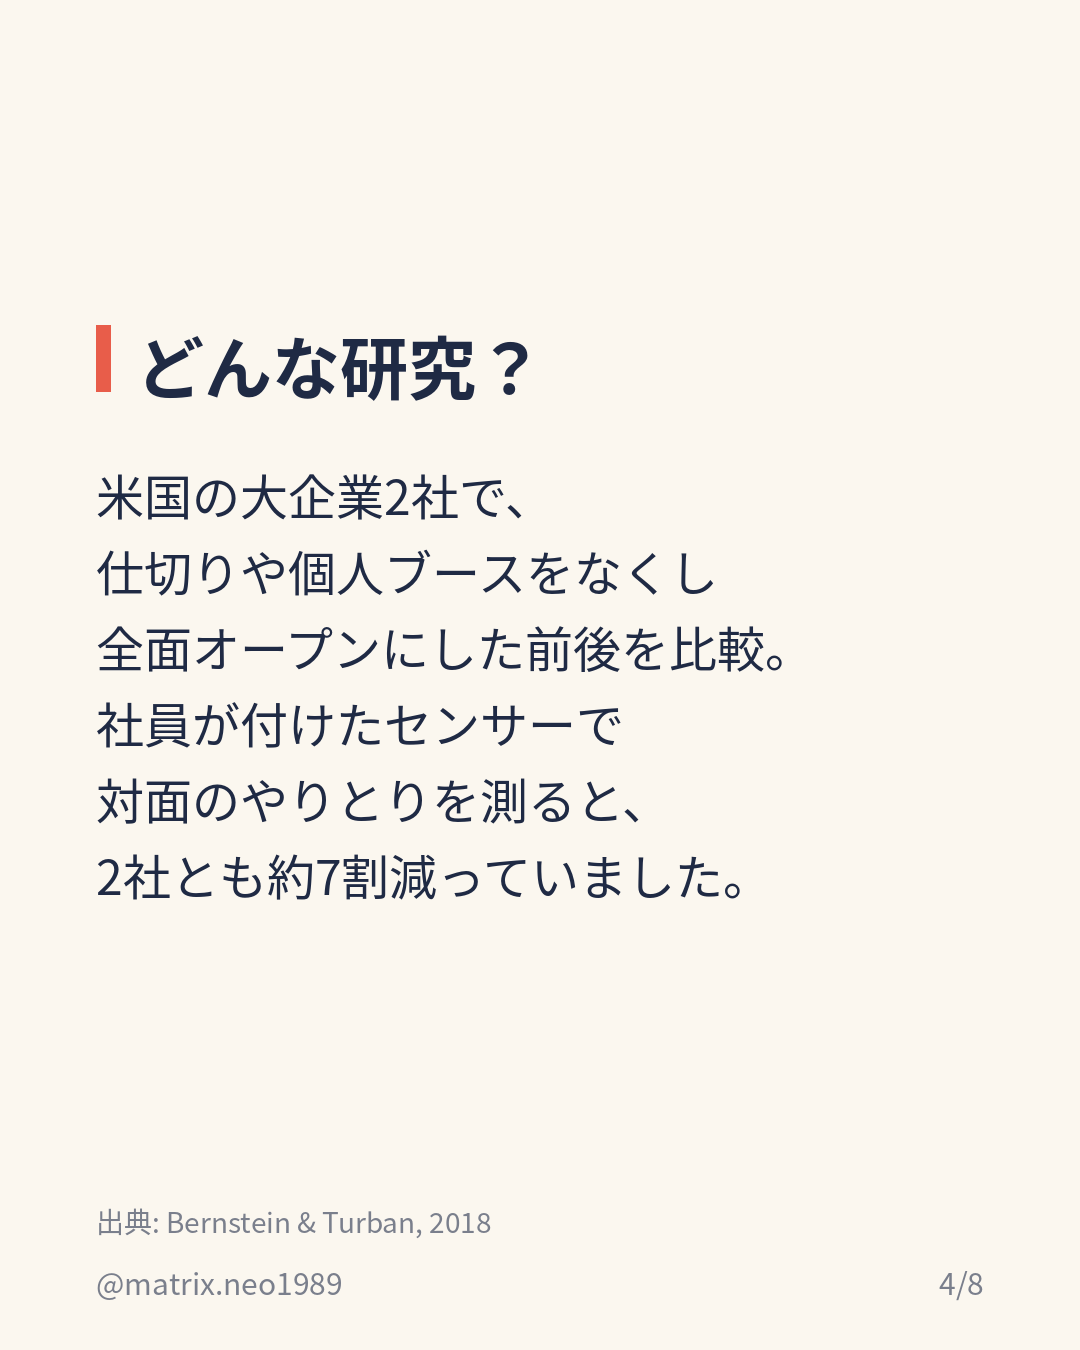 どんな研究？
米国の大企業2社で、
仕切りや個人ブースをなくし
全面オープンにした前後を比較。
社員が付けたセンサーで
対面のやりとりを測ると、
2社とも約7割減っていました。
出典: Bernstein & Turban, 2018
@matrix.neo1989
4/8